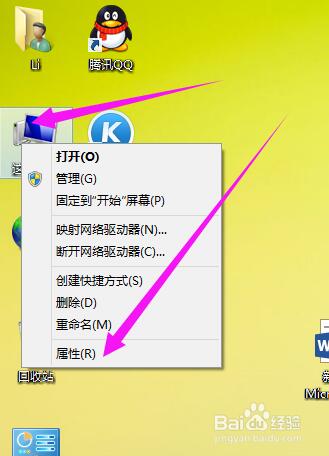 Li
腾讯QQ
K
打开(O)
管理(G)
固定到"开始"屏幕(P)
映射网络驱动器(N)...
断开网络驱动器(C)...
创建快捷方式(S)
删除(D)
重命名(M)
属性(R)
回收站
W
Micros
Baidu经验
jingyan.baidu.com